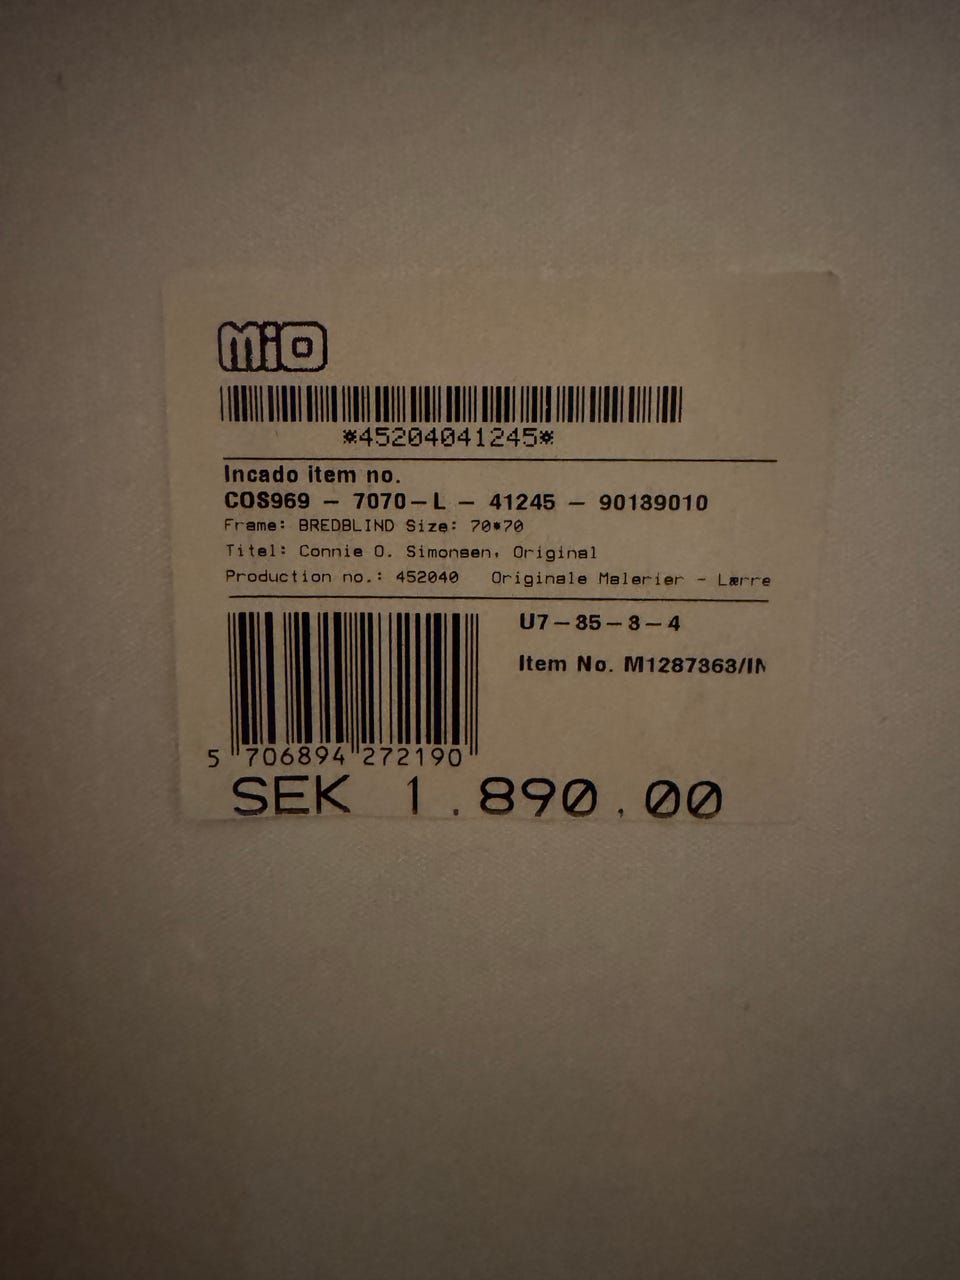 mio
*45204041245*
Incado item no.
COS969 - 7070-L - 41245 - 90139010
Frame: BREDBLIND Size: 70*70
Titel: Connie O. Simonsen, Original
Production no.: 452040 Originale Malerier - Lærre
U7-35-3-4
Item No. M1287363/IN
5 706894 272190
SEK 1.890.00